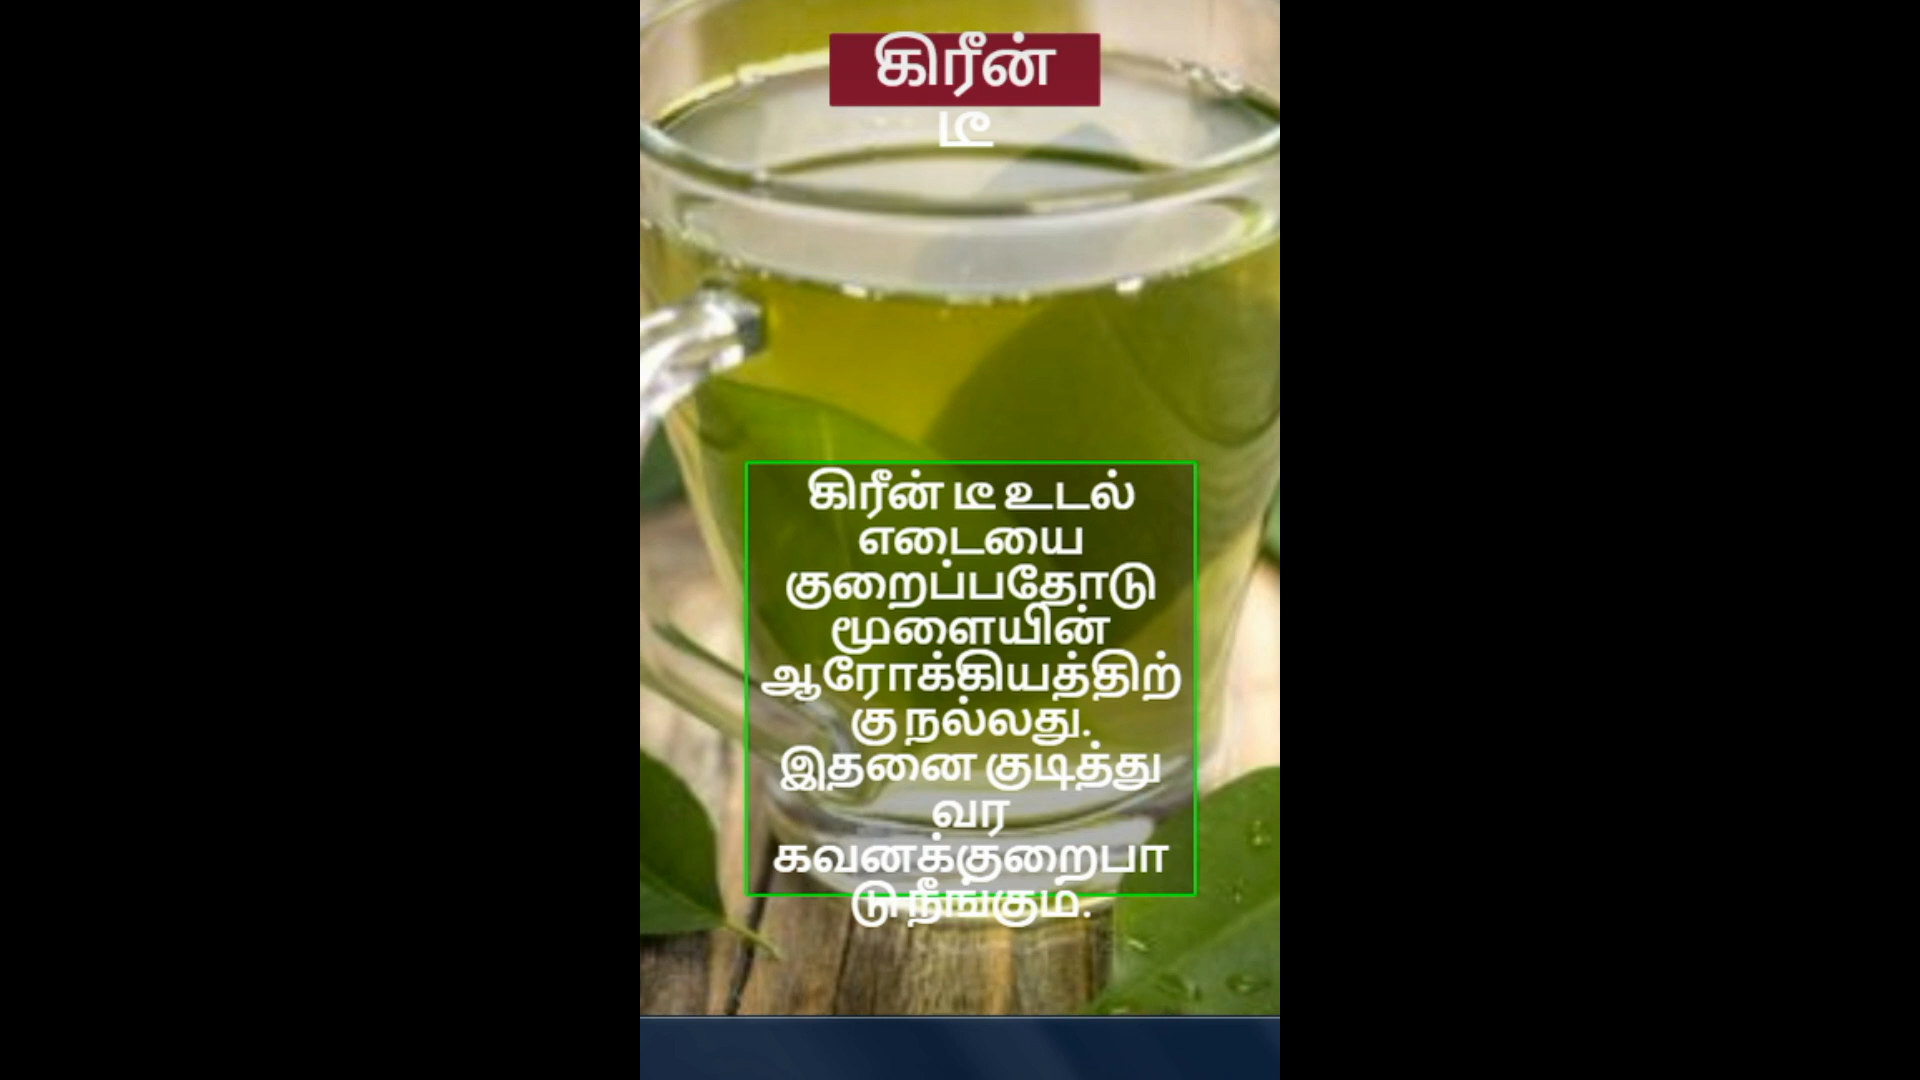 கிரீன்
டீ
கிரீன் டீ உடல்
எடையை
குறைப்பதோடு
மூளையின்
ஆரோக்கியத்திற்
கு நல்லது.
இதனை குடித்து
வர
கவனக்குறைபா
டு நீங்கும்.